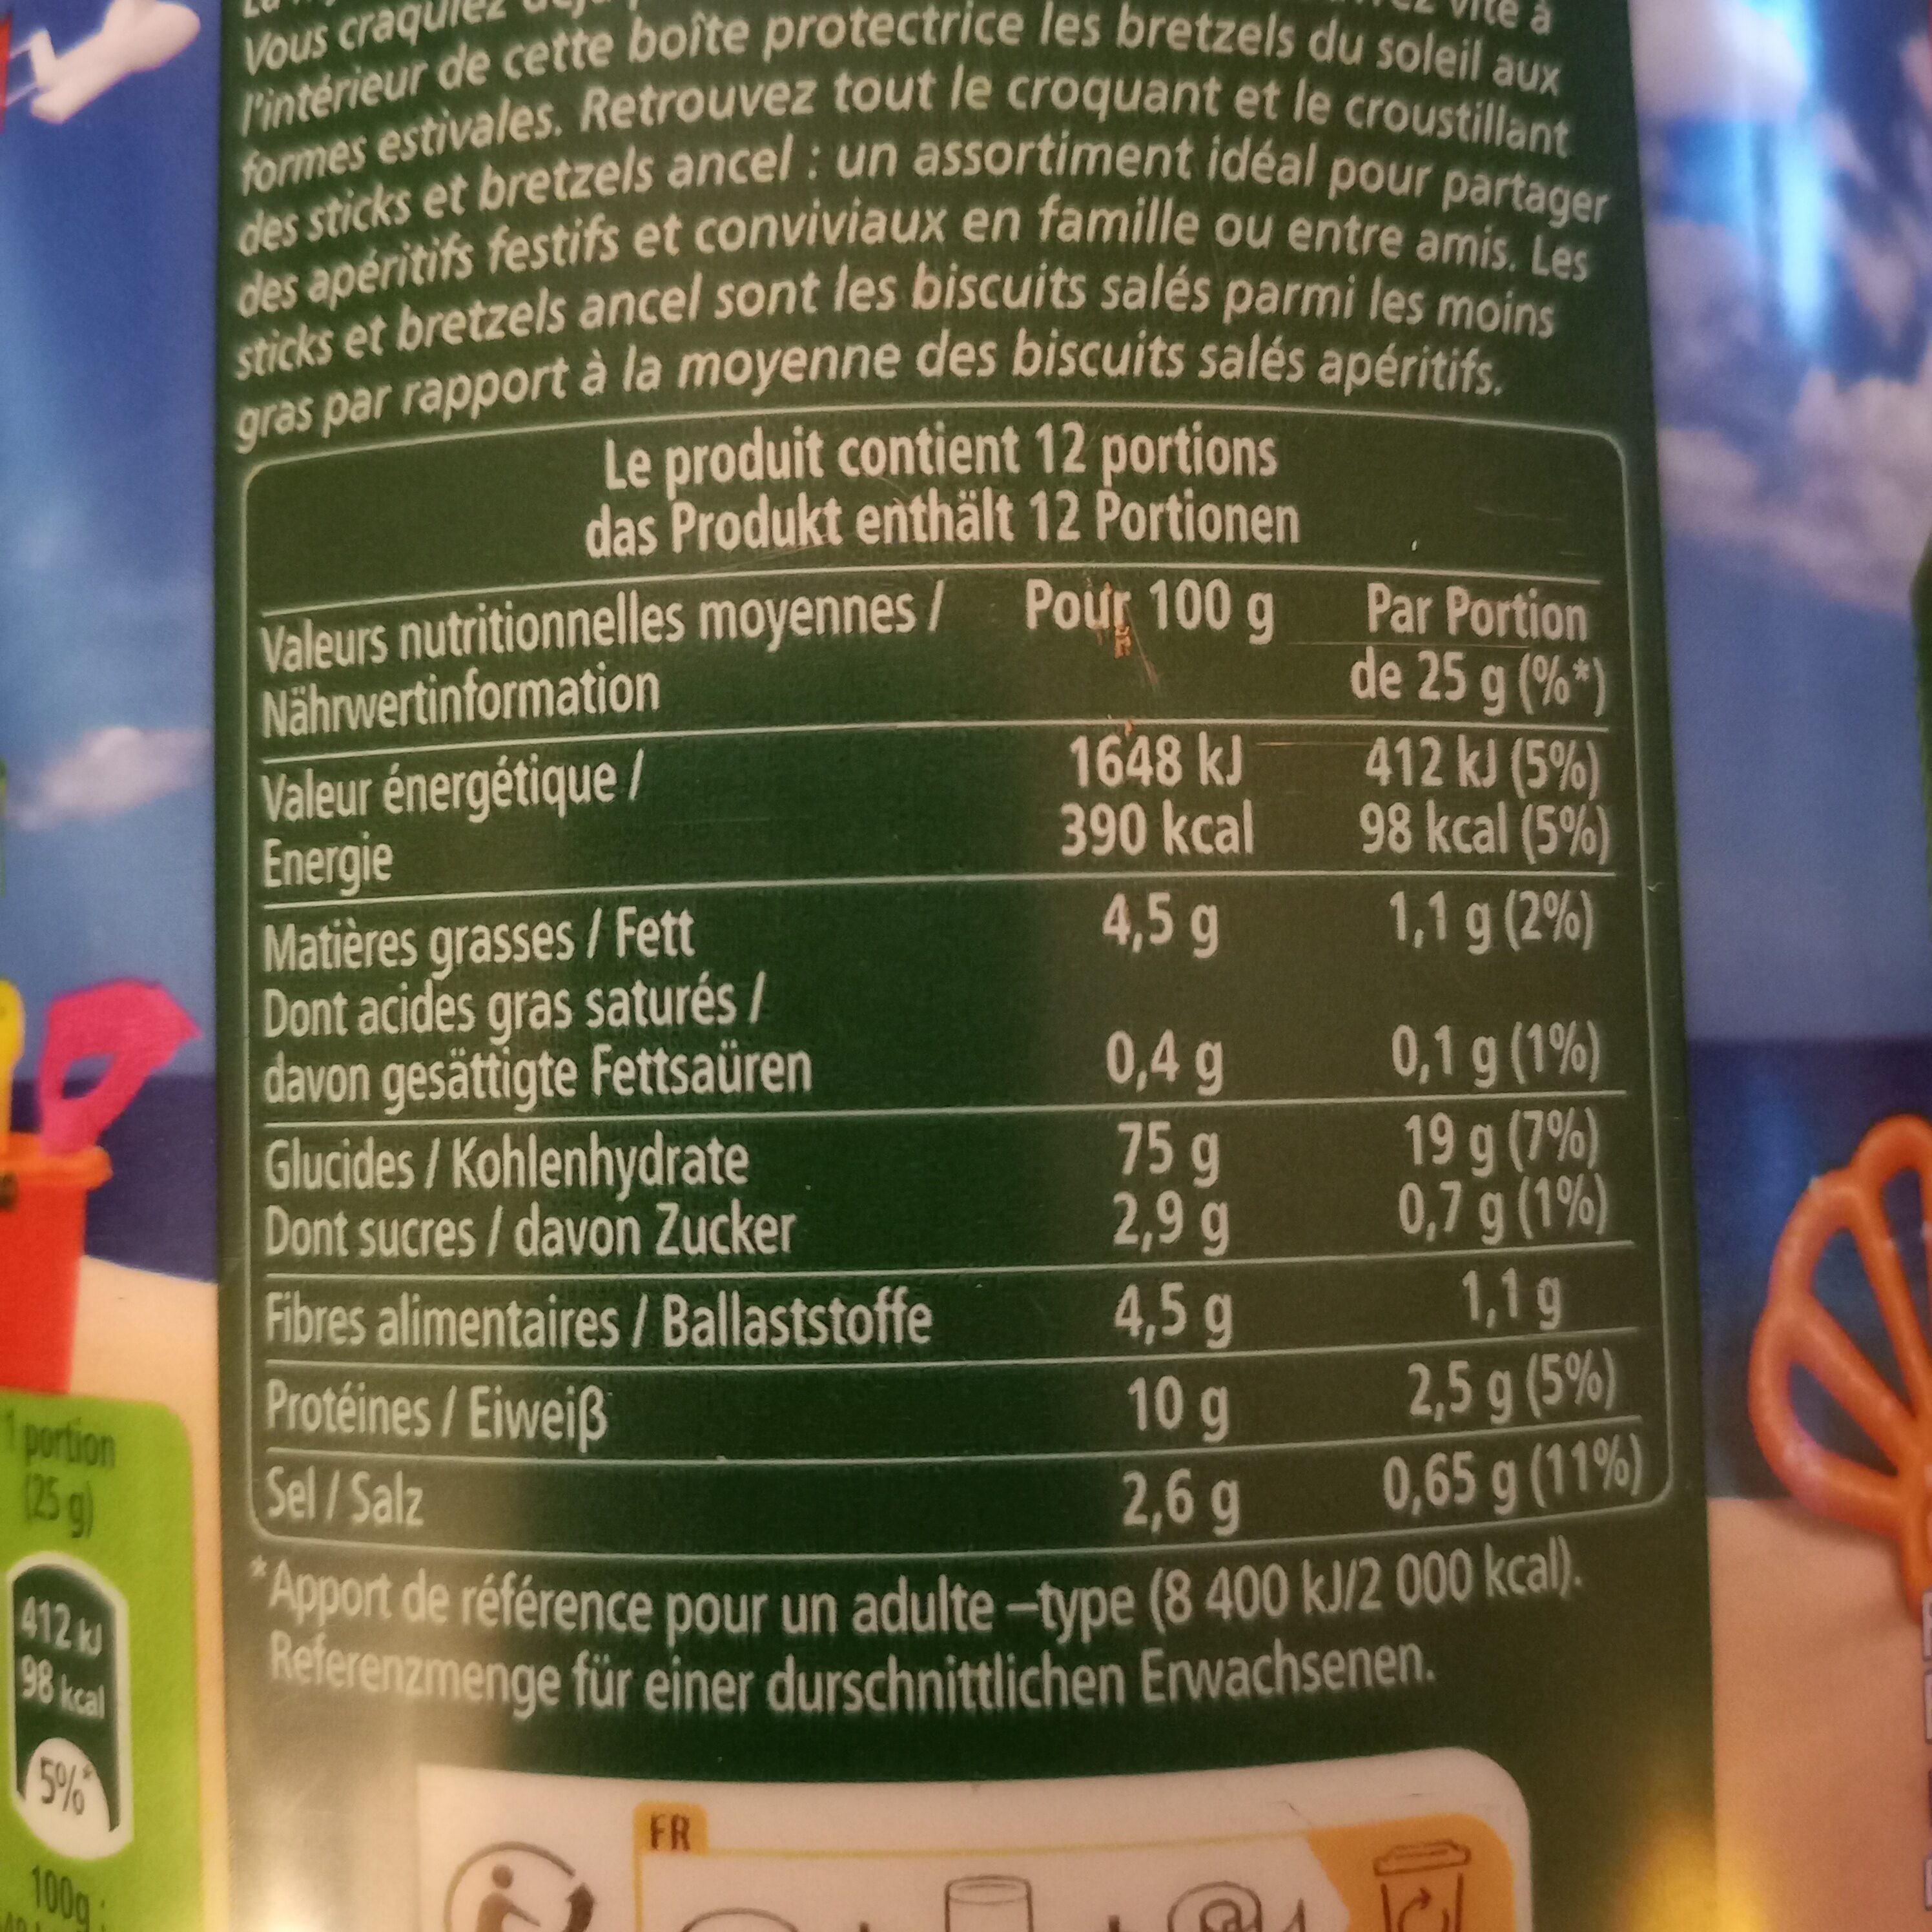 Vous craquiez
vite à
l'intérieur de cette boîte protectrice les bretzels du soleil aux
formes estivales. Retrouvez tout le croquant et le croustillant
des sticks et bretzels ancel : un assortiment idéal pour partager
des apéritifs festifs et conviviaux en famille ou entre amis. Les
sticks et bretzels ancel sont les biscuits salés parmi les moins
gras par rapport à la moyenne des biscuits salés apéritifs.
Le produit contient 12 portions
das Produkt enthält 12 Portionen
Valeurs nutritionnelles moyennes / Pour 100 g Par Portion
Nährwertinformation de 25 g (%*)
Valeur énergétique / 1648 kJ 412 kJ (5%)
Energie 390 kcal 98 kcal (5%)
Matières grasses / Fett 4,5 g 1,1 g (2%)
Dont acides gras saturés /
davon gesättigte Fettsaüren 0,4 g 0,1 g (1%)
Glucides / Kohlenhydrate 75 g 19 g (7%)
Dont sucres / davon Zucker 2,9 g 0,7 g (1%)
Fibres alimentaires / Ballaststoffe 4,5 g 1,1 g
Protéines / Eiweiß 10 g 2,5 g (5%)
Sel / Salz 2,6 g 0,65 g (11%)
*Apport de référence pour un adulte –type (8 400 kJ/2 000 kcal).
Referenzmenge für einer durschnittlichen Erwachsenen.
1 portion
(25 g)
412 kJ
98 kcal
5%*
100g :
FR